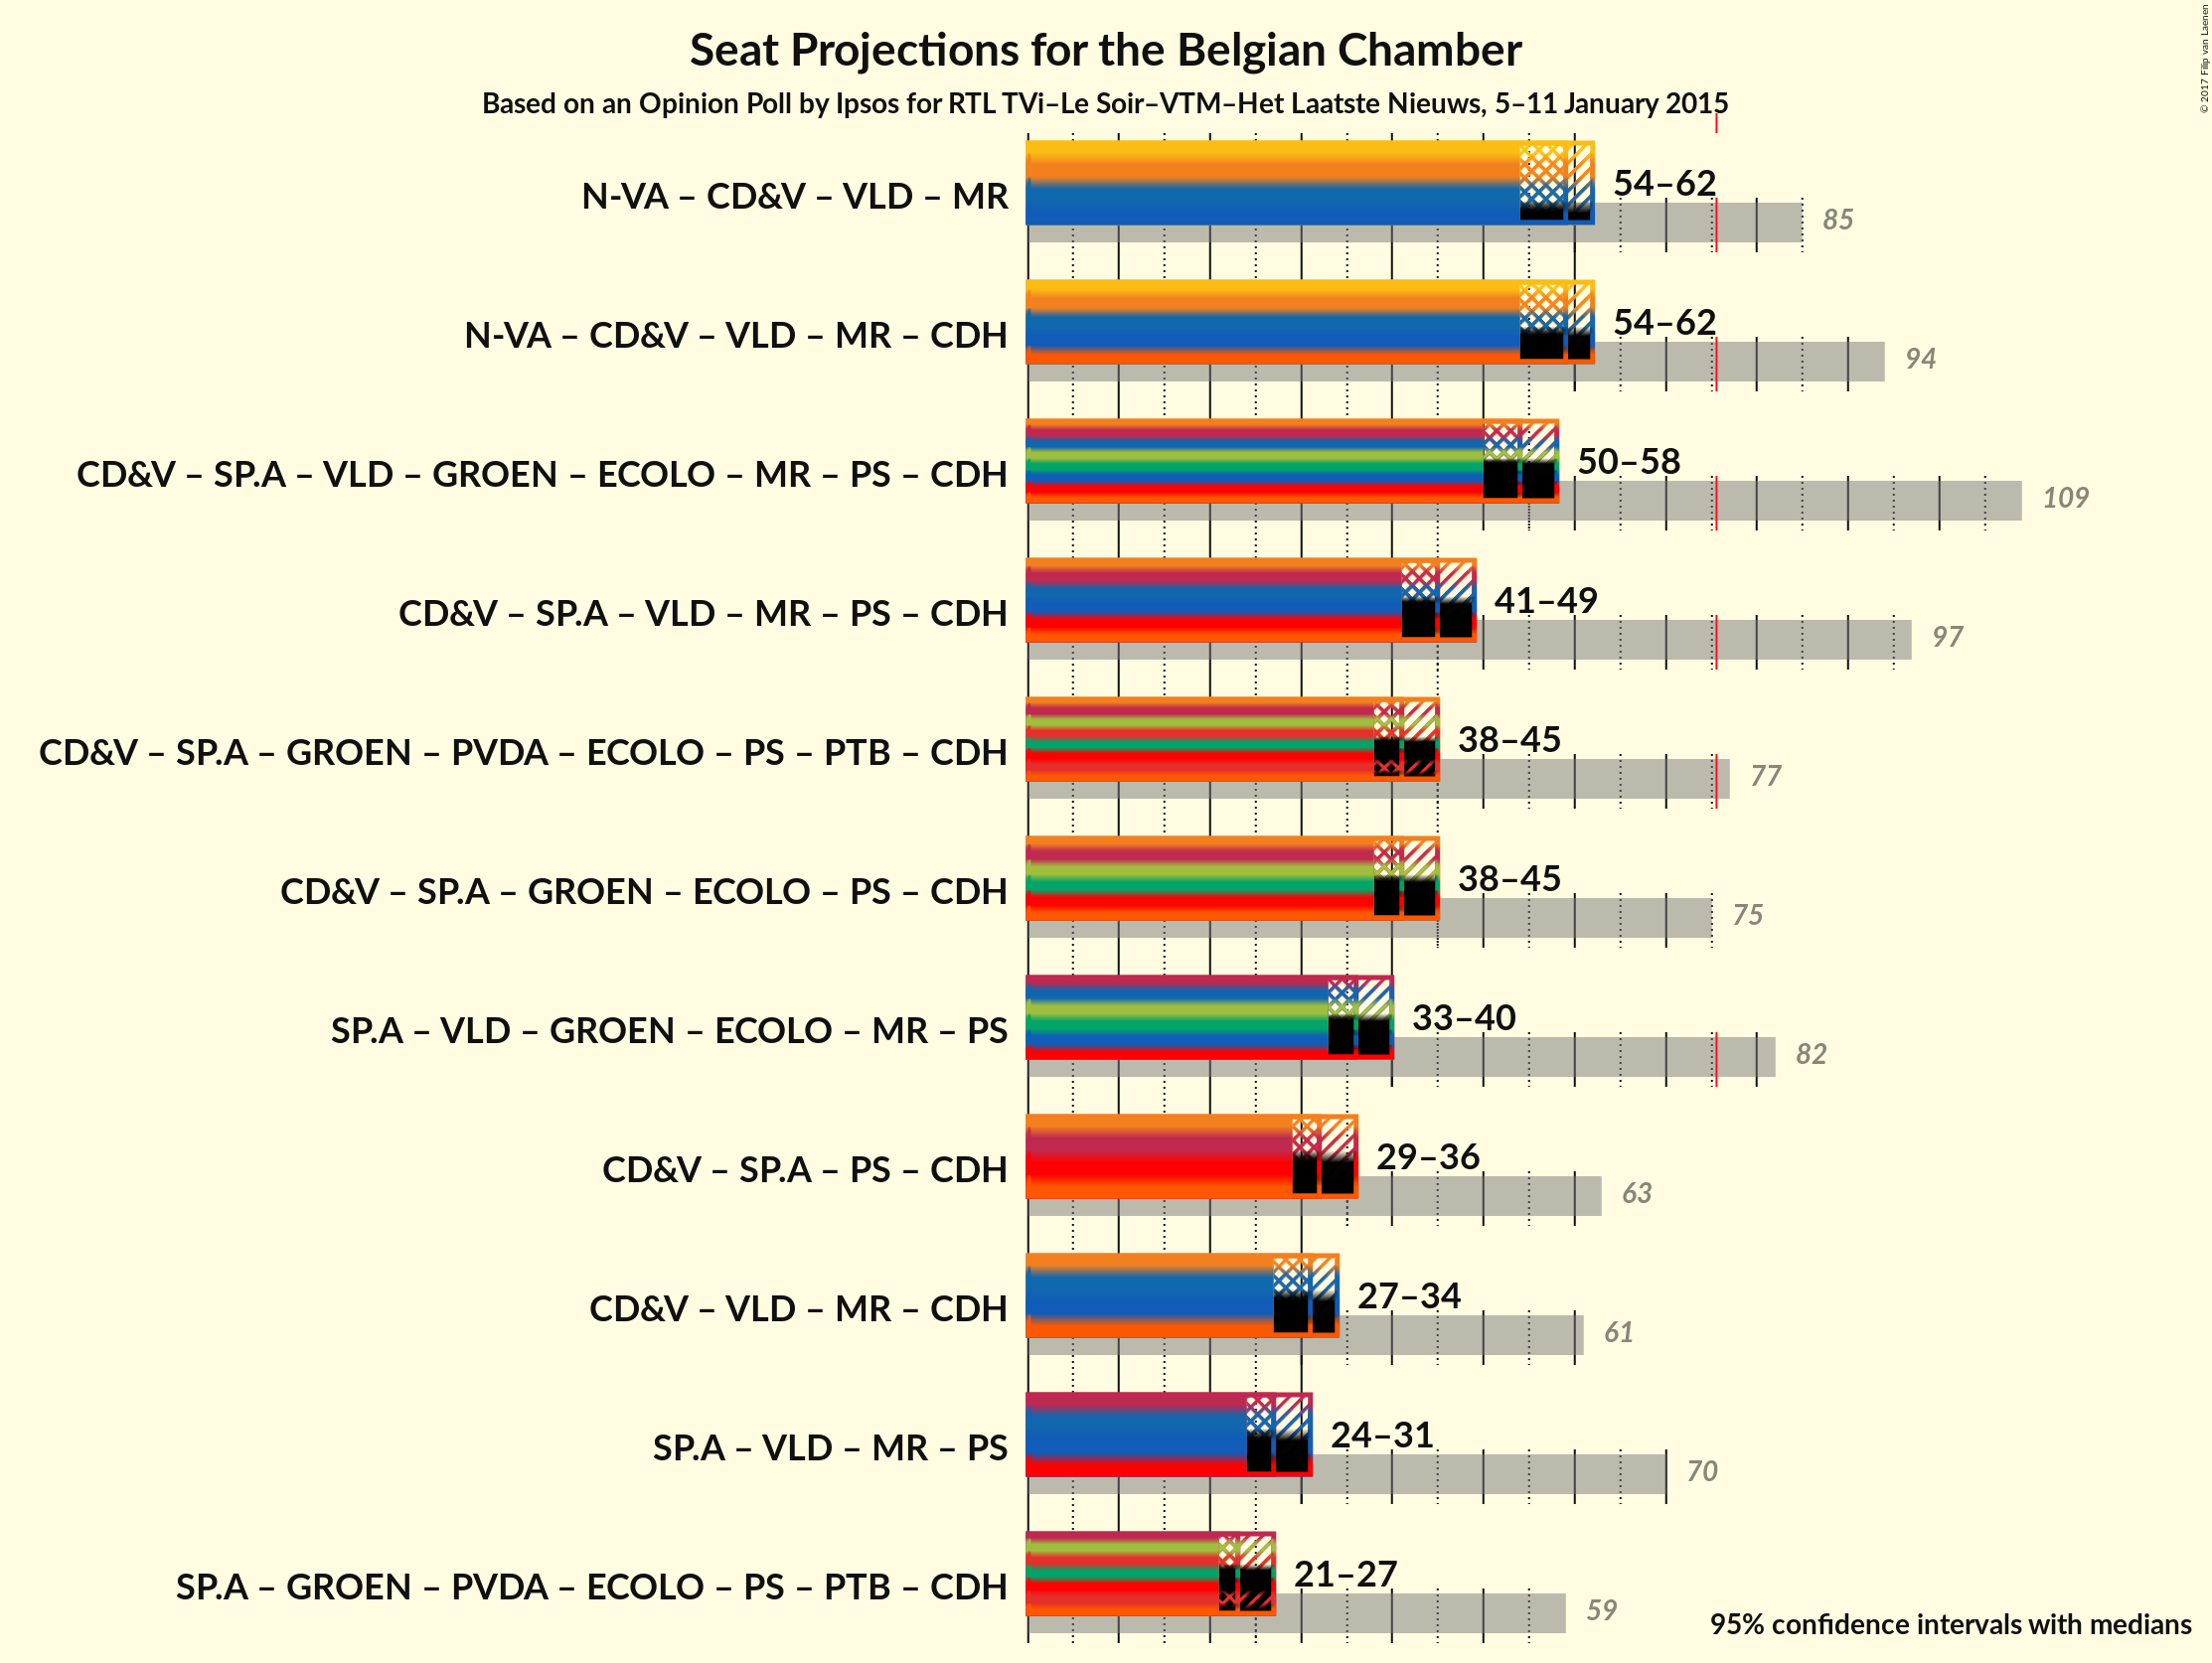 Seat Projections for the Belgian Chamber
Based on an Opinion Poll by Ipsos for RTL TVi–Le Soir–VTM–Het Laatste Nieuws, 5–11 January 2015
© 2017 Filip van Laenen
N-VA – CD&V – VLD – MR
54–62
85
N-VA – CD&V – VLD – MR – CDH
54–62
94
CD&V – SP.A – VLD – GROEN – ECOLO – MR – PS – CDH
50–58
109
CD&V – SP.A – VLD – MR – PS – CDH
41–49
97
CD&V – SP.A – GROEN – PVDA – ECOLO – PS – PTB – CDH
38–45
77
CD&V – SP.A – GROEN – ECOLO – PS – CDH
38–45
75
SP.A – VLD – GROEN – ECOLO – MR – PS
33–40
82
CD&V – SP.A – PS – CDH
29–36
63
CD&V – VLD – MR – CDH
27–34
61
SP.A – VLD – MR – PS
24–31
70
SP.A – GROEN – PVDA – ECOLO – PS – PTB – CDH
21–27
59
95% confidence intervals with medians